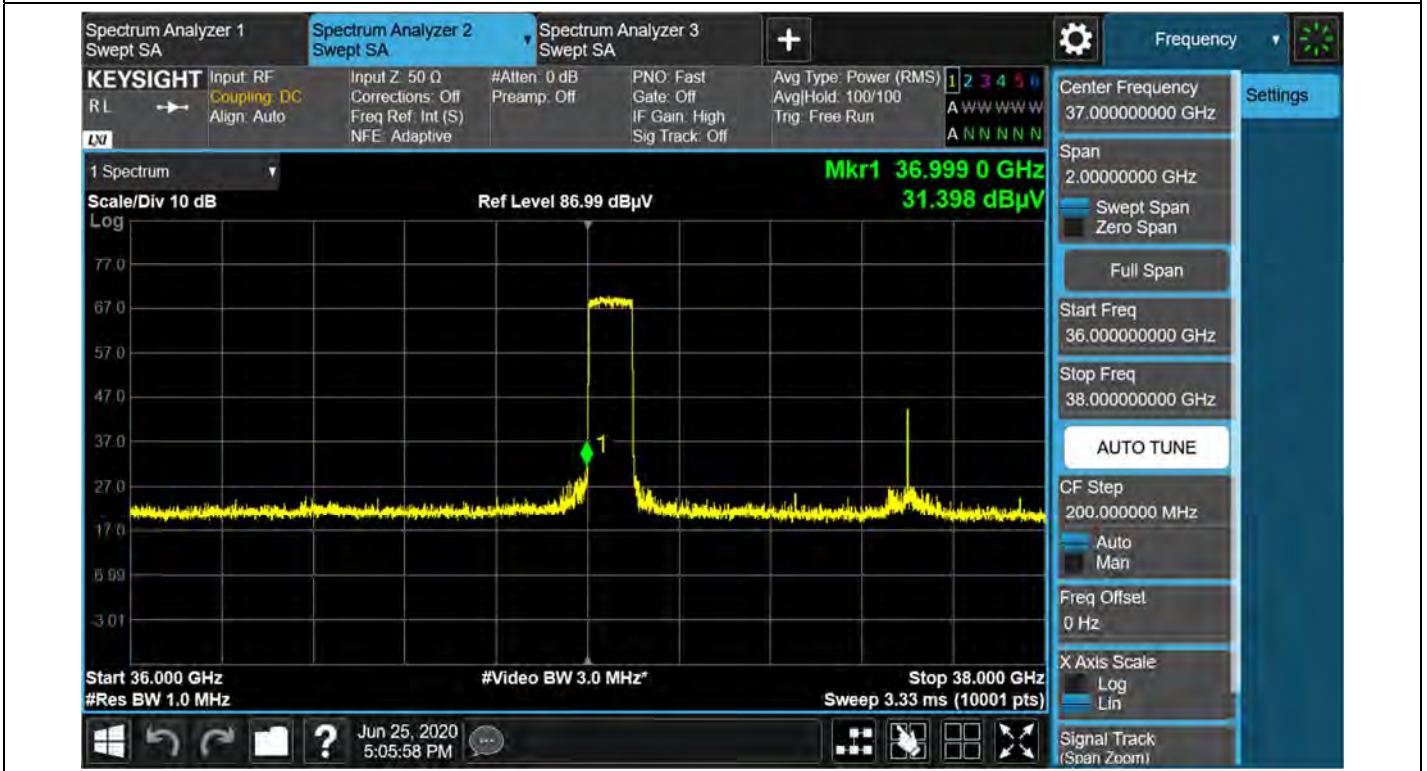 Spectrum Analyzer 1
Swept SA
Spectrum Analyzer 2
Swept SA
Spectrum Analyzer 3
Swept SA
+
Frequency
KEYSIGHT
R L
LXI
Input: RF
Coupling: DC
Align: Auto
Input Z: 50 Ω
Corrections: Off
Freq Ref: Int (S)
NFE: Adaptive
#Atten: 0 dB
Preamp: Off
PNO: Fast
Gate: Off
IF Gain: High
Sig Track: Off
Avg Type: Power (RMS)
Avg|Hold: 100/100
Trig: Free Run
1 2 3 4 5 6
A W W W W W
A N N N N N
1 Spectrum
Scale/Div 10 dB
Log
Ref Level 86.99 dBµV
Mkr1 36.999 0 GHz
31.398 dBµV
77.0
67.0
57.0
47.0
37.0
27.0
17.0
6.99
-3.01
1
Start 36.000 GHz
#Res BW 1.0 MHz
#Video BW 3.0 MHz*
Stop 38.000 GHz
Sweep 3.33 ms (10001 pts)
Center Frequency
37.000000000 GHz
Span
2.00000000 GHz
Swept Span
Zero Span
Full Span
Start Freq
36.000000000 GHz
Stop Freq
38.000000000 GHz
AUTO TUNE
CF Step
200.000000 MHz
Auto
Man
Freq Offset
0 Hz
X Axis Scale
Log
Lin
Signal Track
(Span Zoom)
Settings
?
Jun 25, 2020
5:05:58 PM